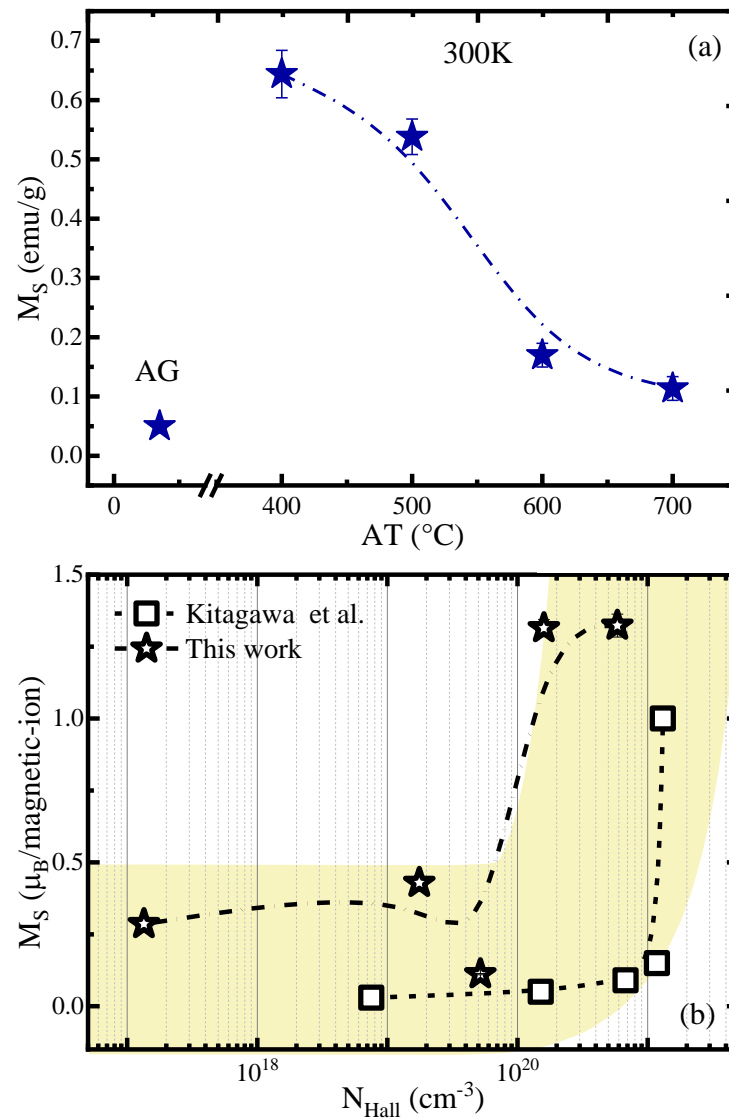 (a)
300K
0.7
0.6
0.5
0.4
0.3
0.2
0.1
0.0
M_S (emu/g)
AG
0 400 500 600 700
AT (°C)
1.5
1.0
0.5
0.0
M_S (μ_B/magnetic-ion)
Kitagawa et al.
This work
(b)
10^18 10^20
N_Hall (cm^-3)